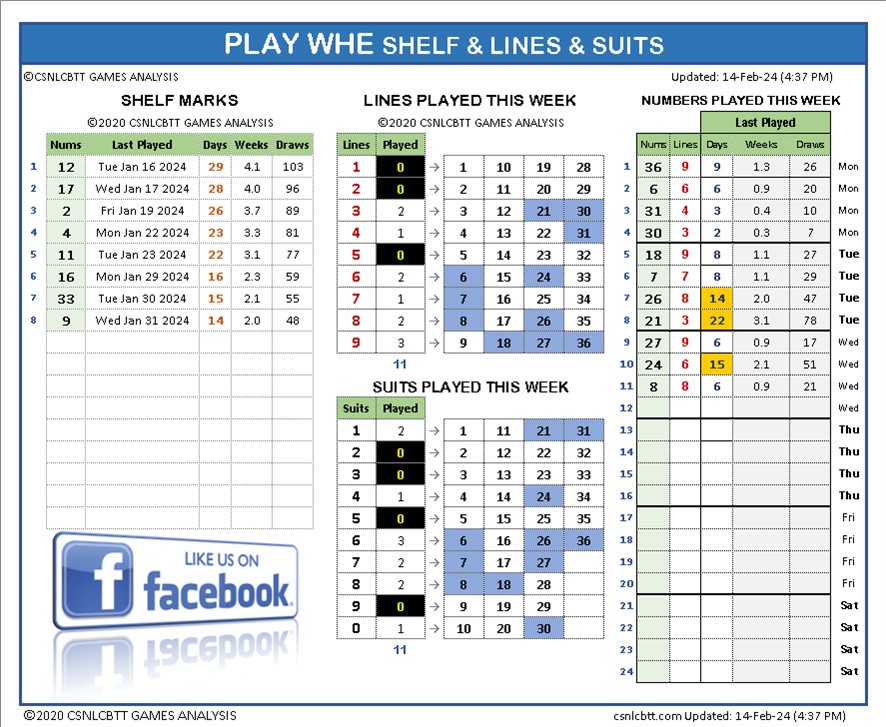 PLAY WHE SHELF & LINES & SUITS
©CSNLCBTT GAMES ANALYSIS
Updated: 14-Feb-24 (4:37 PM)
SHELF MARKS
©2020 CSNLCBTT GAMES ANALYSIS
Nums Last Played Days Weeks Draws
1 12 Tue Jan 16 2024 29 4.1 103
2 17 Wed Jan 17 2024 28 4.0 96
3 2 Fri Jan 19 2024 26 3.7 89
4 4 Mon Jan 22 2024 23 3.3 81
5 11 Tue Jan 23 2024 22 3.1 77
6 16 Mon Jan 29 2024 16 2.3 59
7 33 Tue Jan 30 2024 15 2.1 55
8 9 Wed Jan 31 2024 14 2.0 48
LIKE US ON
facebook
LINES PLAYED THIS WEEK
©2020 CSNLCBTT GAMES ANALYSIS
Lines Played
1 0 → 1 10 19 28
2 0 → 2 11 20 29
3 2 → 3 12 21 30
4 1 → 4 13 22 31
5 0 → 5 14 23 32
6 2 → 6 15 24 33
7 1 → 7 16 25 34
8 2 → 8 17 26 35
9 3 → 9 18 27 36
11
SUITS PLAYED THIS WEEK
Suits Played
1 2 → 1 11 21 31
2 0 → 2 12 22 32
3 0 → 3 13 23 33
4 1 → 4 14 24 34
5 0 → 5 15 25 35
6 3 → 6 16 26 36
7 2 → 7 17 27
8 2 → 8 18 28
9 0 → 9 19 29
0 1 → 10 20 30
11
NUMBERS PLAYED THIS WEEK
Last Played
Nums Lines Days Weeks Draws
1 36 9 9 1.3 26 Mon
2 6 6 6 0.9 20 Mon
3 31 4 3 0.4 10 Mon
4 30 3 2 0.3 7 Mon
5 18 9 8 1.1 27 Tue
6 7 7 8 1.1 29 Tue
7 26 8 14 2.0 47 Tue
8 21 3 22 3.1 78 Tue
9 27 9 6 0.9 17 Wed
10 24 6 15 2.1 51 Wed
11 8 8 6 0.9 21 Wed
12 Wed
13 Thu
14 Thu
15 Thu
16 Thu
17 Fri
18 Fri
19 Fri
20 Fri
21 Sat
22 Sat
23 Sat
24 Sat
©2020 CSNLCBTT GAMES ANALYSIS
csnlcbtt.com Updated: 14-Feb-24 (4:37 PM)